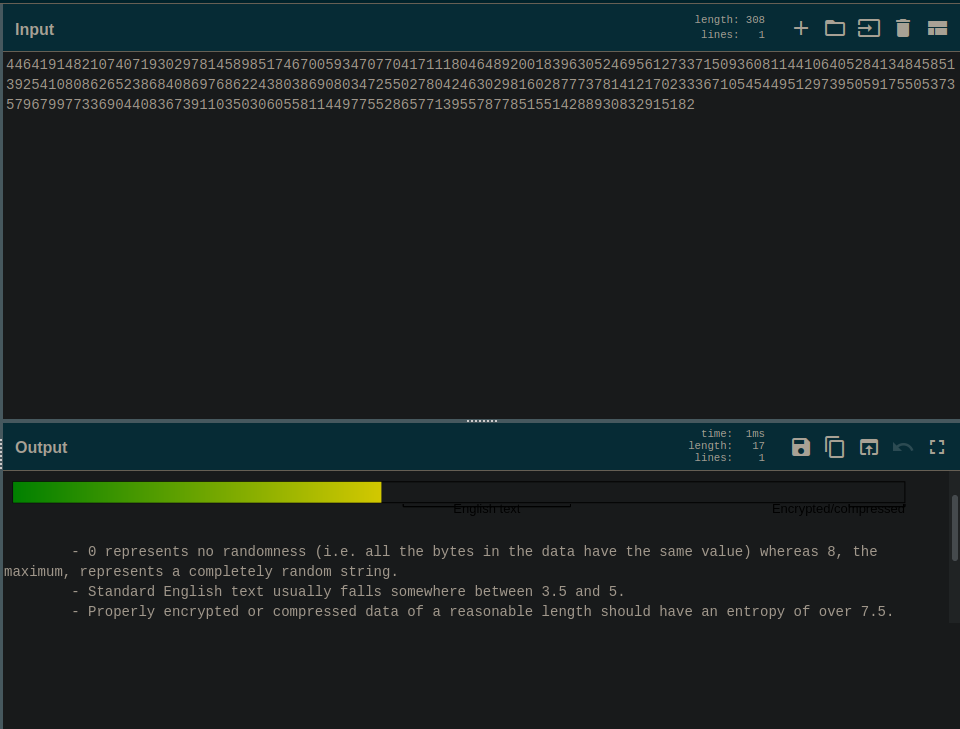 Input
length: 308
lines: 1
44641914821074071930297814589851746700593470770417111804648920018396305246956127337150936081144106405284134845851
39254108086265238684086976862243803869080347255027804246302981602877737814121702333671054544951297395059175505373
5796799773369044083673911035030605581144977552865771395578778515514288930832915182
Output
time: 1ms
length: 17
lines: 1
English text
Encrypted/compressed
- 0 represents no randomness (i.e. all the bytes in the data have the same value) whereas 8, the
maximum, represents a completely random string.
- Standard English text usually falls somewhere between 3.5 and 5.
- Properly encrypted or compressed data of a reasonable length should have an entropy of over 7.5.